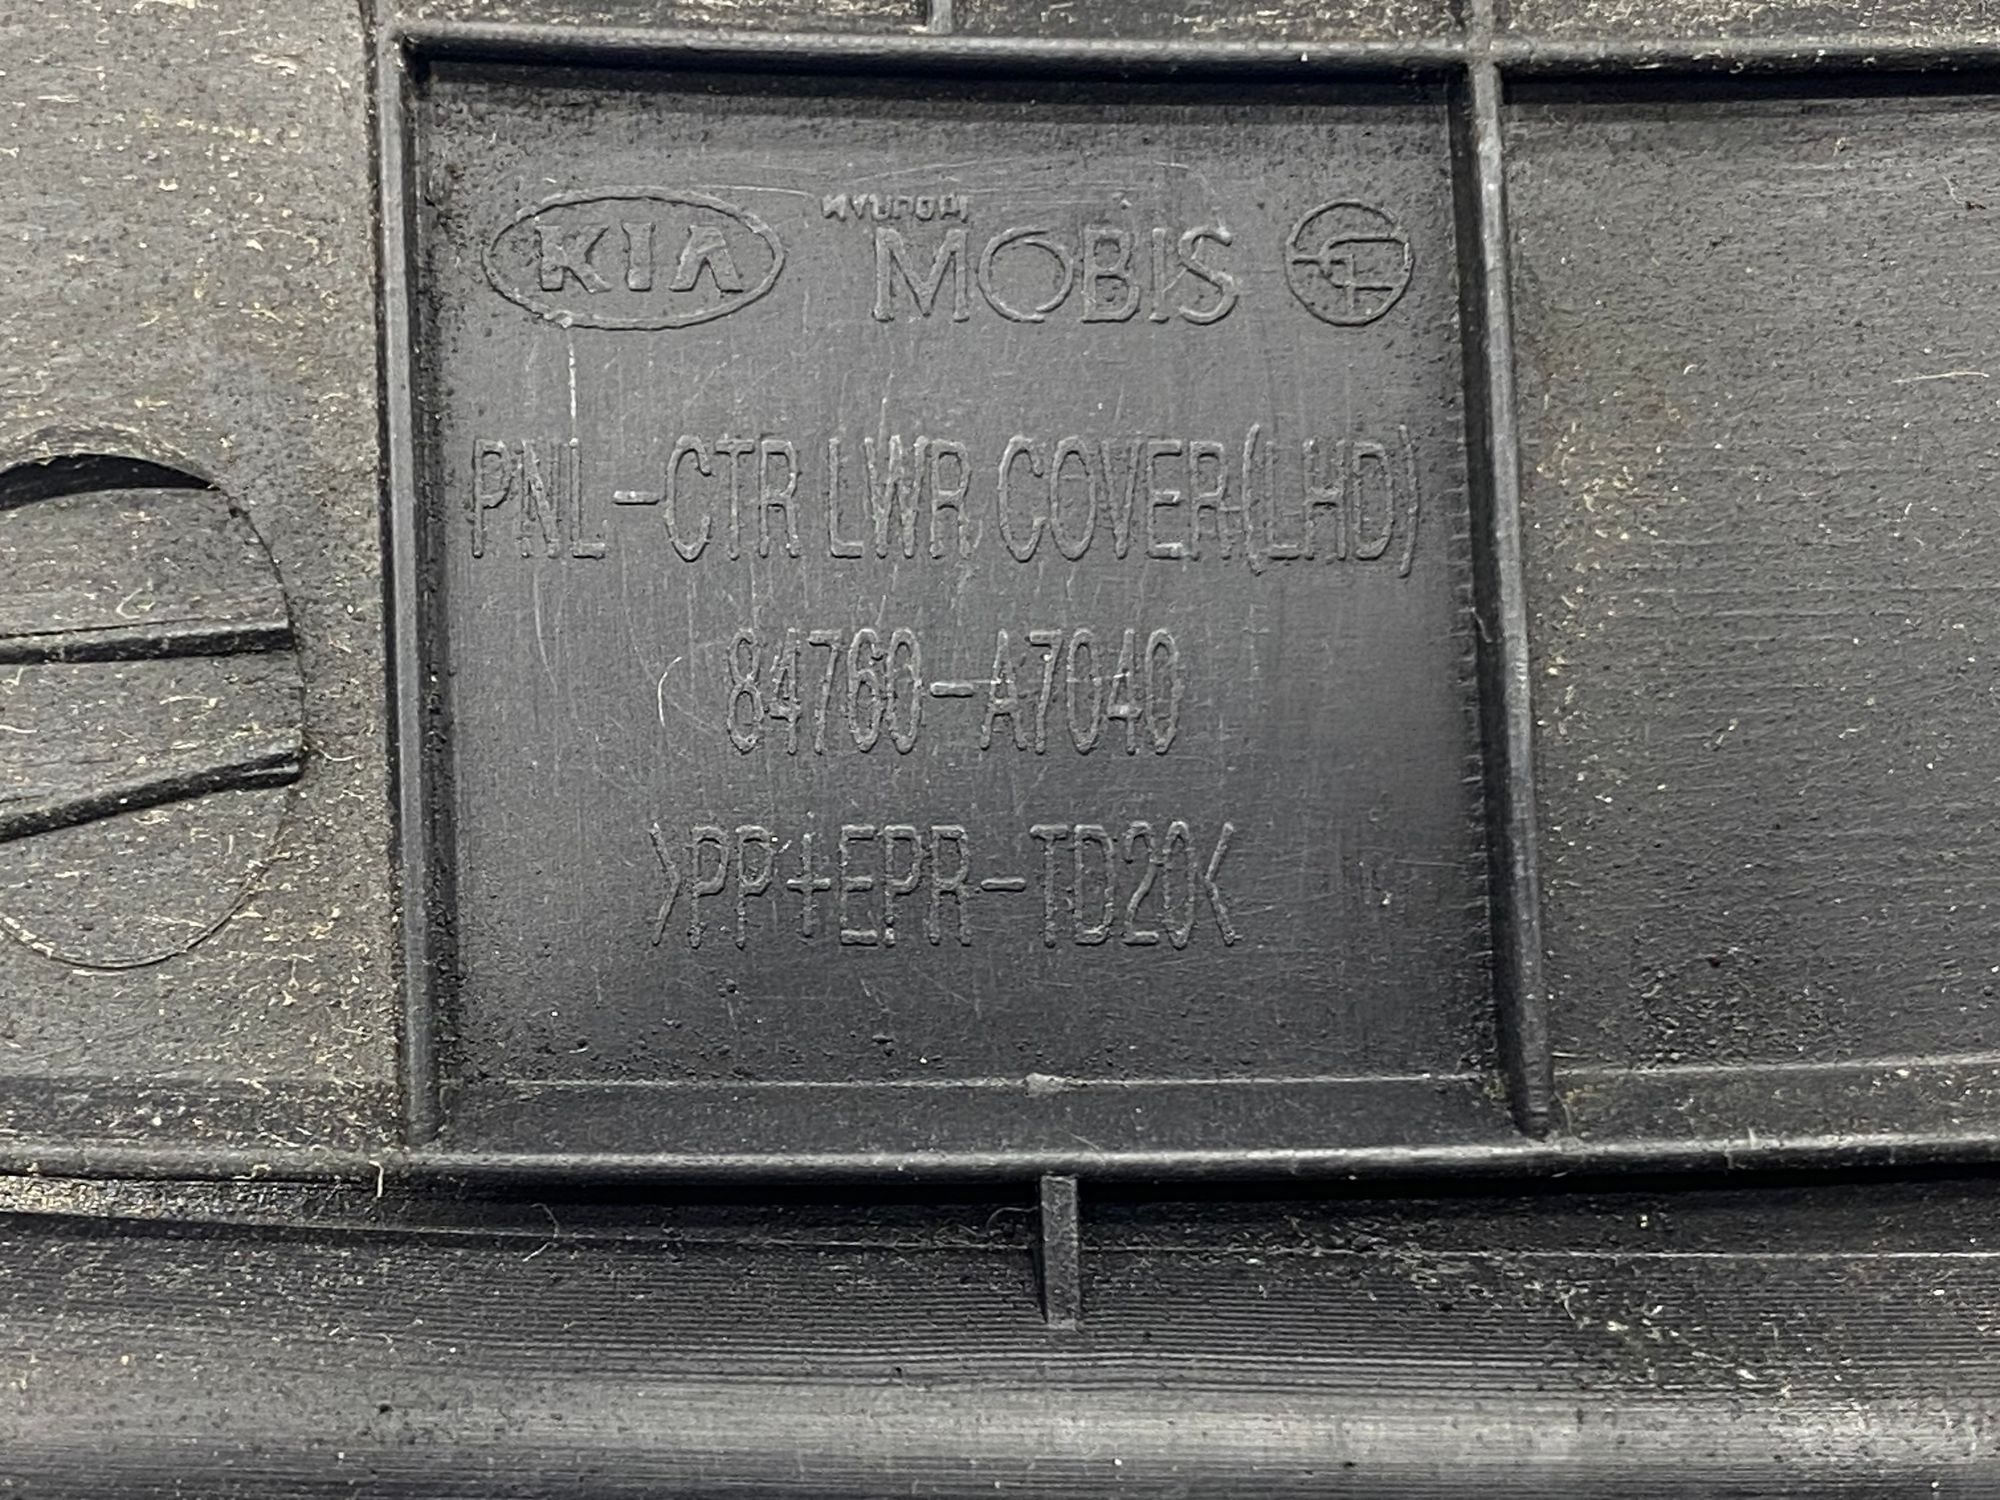 KIA HYUNDAI MOBIS
PNL-CTR LWR COVER(LHD)
84760-A7040
>PP+EPR-TD20<